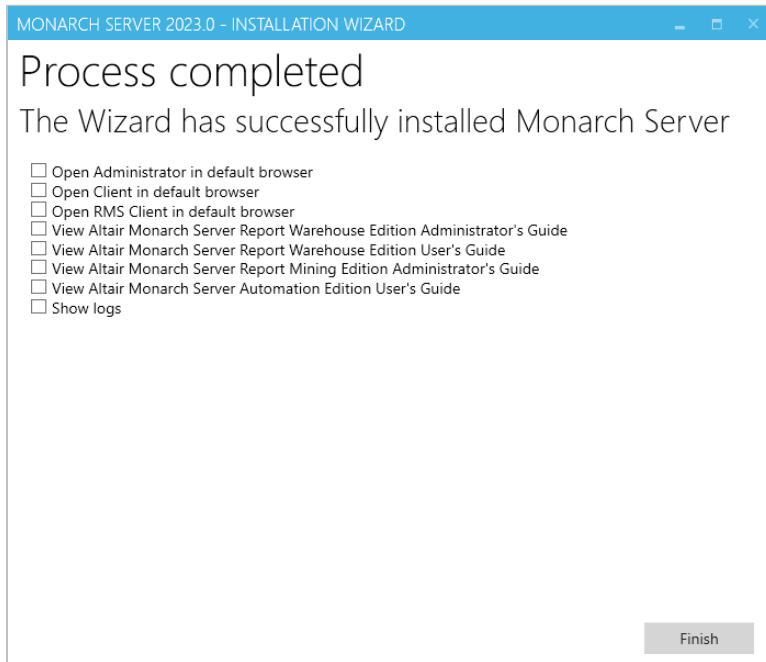 MONARCH SERVER 2023.0 - INSTALLATION WIZARD
Process completed
The Wizard has successfully installed Monarch Server
Open Administrator in default browser
Open Client in default browser
Open RMS Client in default browser
View Altair Monarch Server Report Warehouse Edition Administrator's Guide
View Altair Monarch Server Report Warehouse Edition User's Guide
View Altair Monarch Server Report Mining Edition Administrator's Guide
View Altair Monarch Server Automation Edition User's Guide
Show logs
Finish